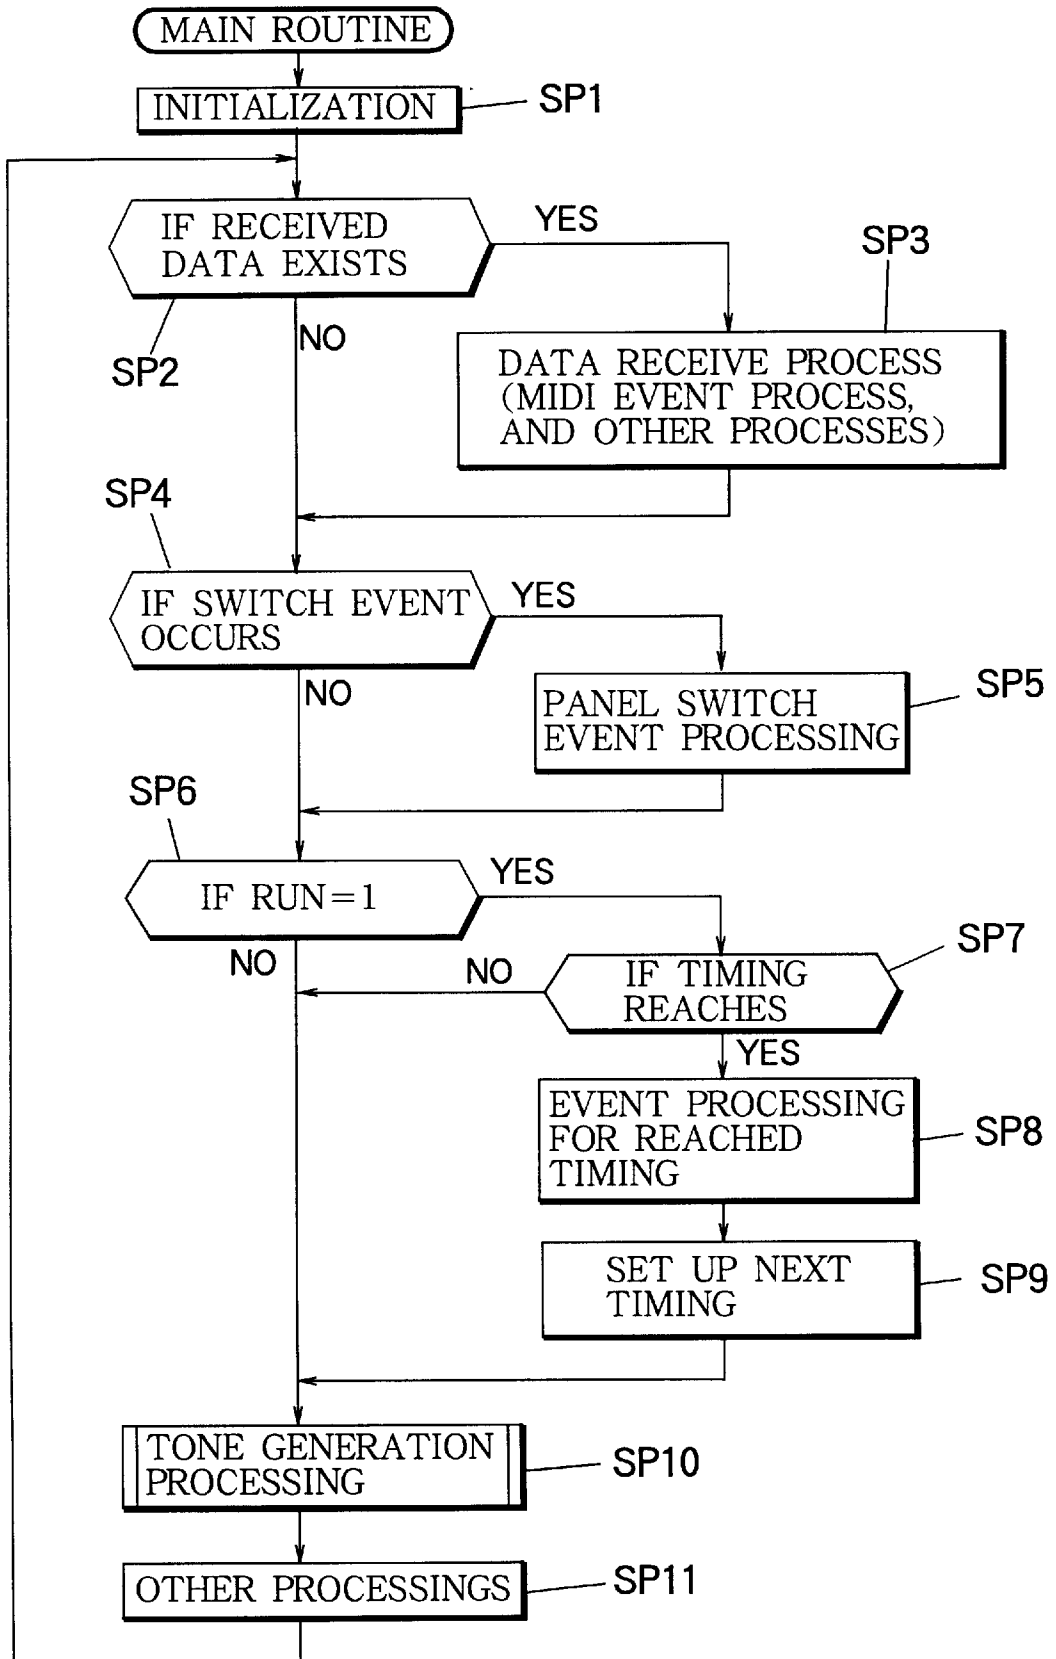 MAIN ROUTINE
INITIALIZATION
SP1
IF RECEIVED
DATA EXISTS
YES
NO
SP2
SP3
DATA RECEIVE PROCESS
(MIDI EVENT PROCESS,
AND OTHER PROCESSES)
SP4
IF SWITCH EVENT
OCCURS
YES
NO
PANEL SWITCH
EVENT PROCESSING
SP5
SP6
IF RUN=1
YES
NO
SP7
IF TIMING
REACHES
NO
YES
EVENT PROCESSING
FOR REACHED
TIMING
SP8
SET UP NEXT
TIMING
SP9
TONE GENERATION
PROCESSING
SP10
OTHER PROCESSINGS
SP11